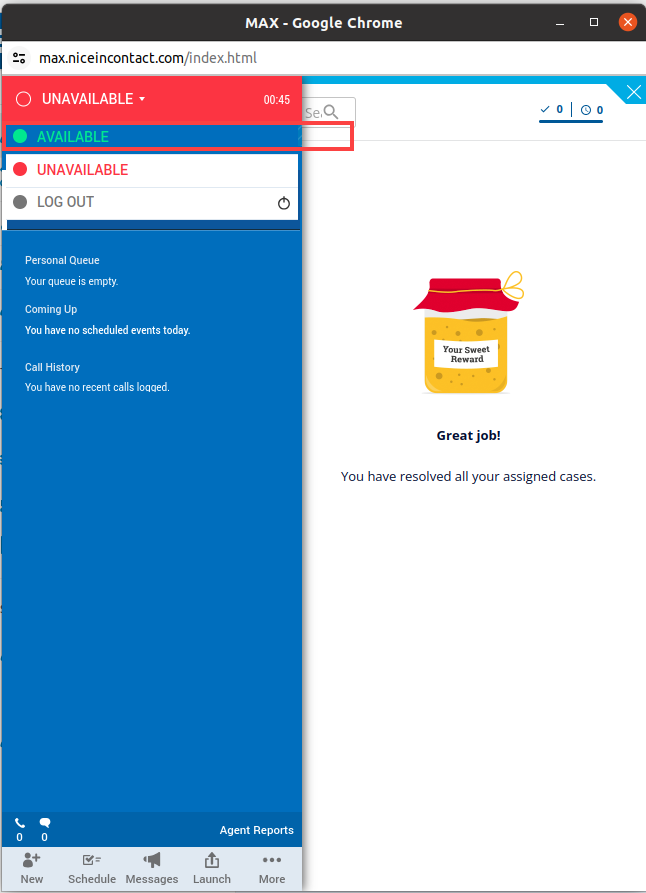 MAX - Google Chrome
max.niceincontact.com/index.html
UNAVAILABLE
00:45
Sea
0
0
AVAILABLE
UNAVAILABLE
LOG OUT
Personal Queue
Your queue is empty.
Coming Up
You have no scheduled events today.
Call History
You have no recent calls logged.
Your Sweet
Reward
Great job!
You have resolved all your assigned cases.
0
0
Agent Reports
New
Schedule
Messages
Launch
More